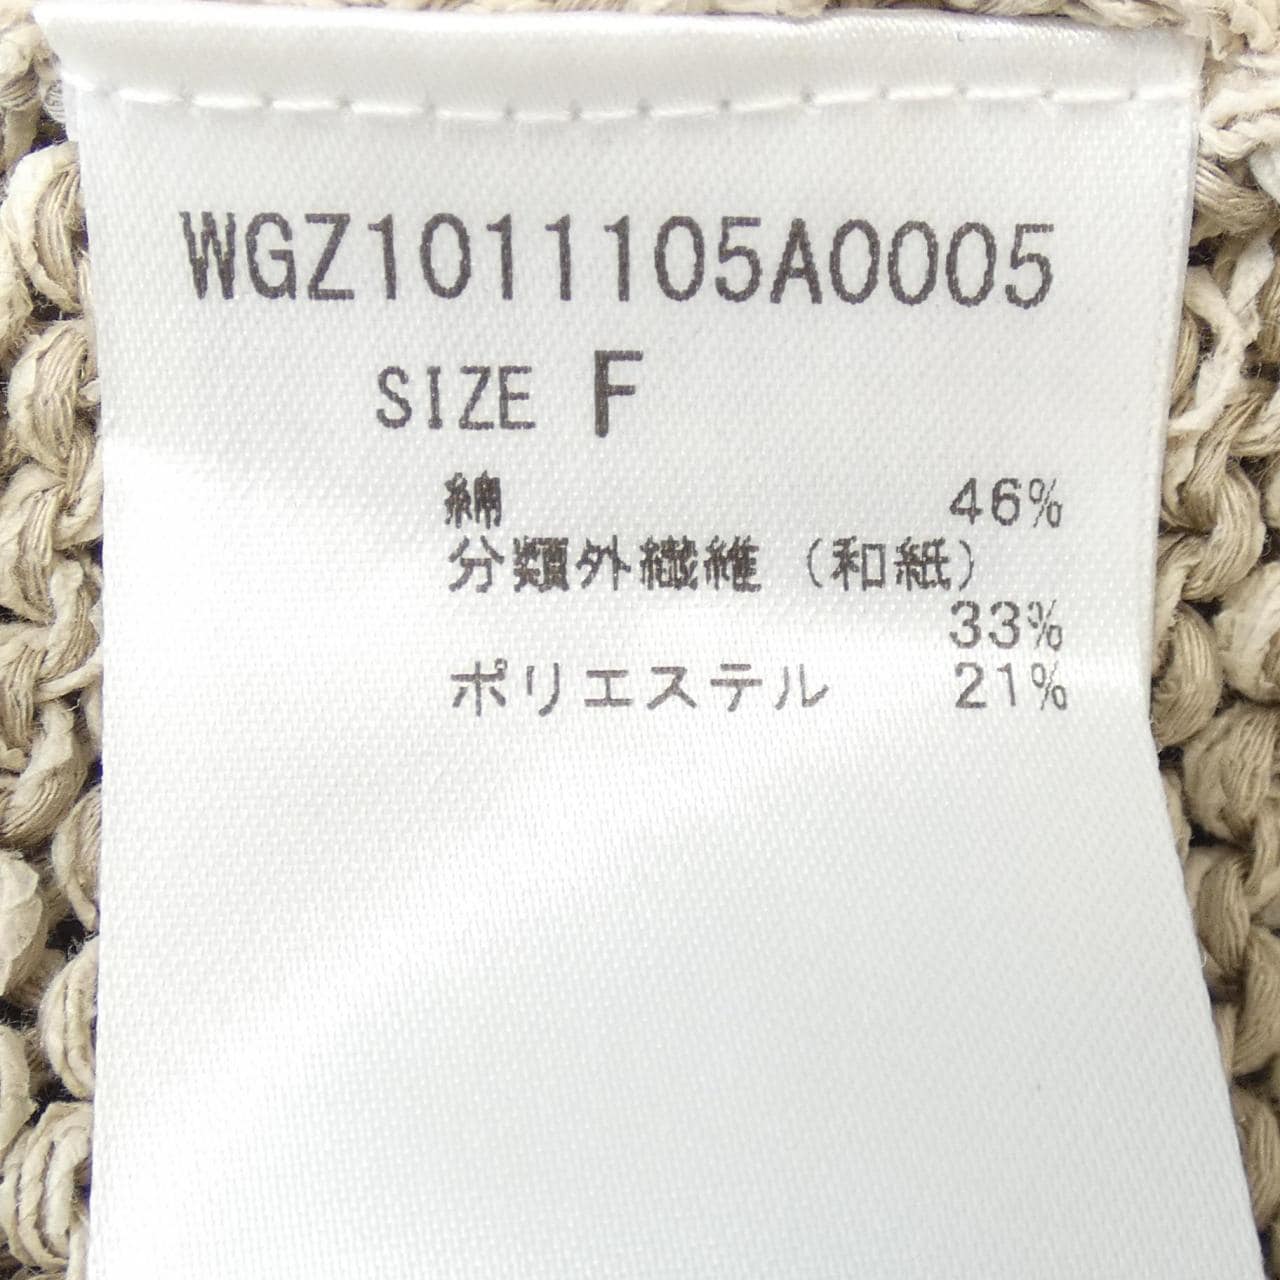 WGZ1011105A0005
SIZE F
綿 46%
分類外繊維（和紙）
33%
ポリエステル 21%